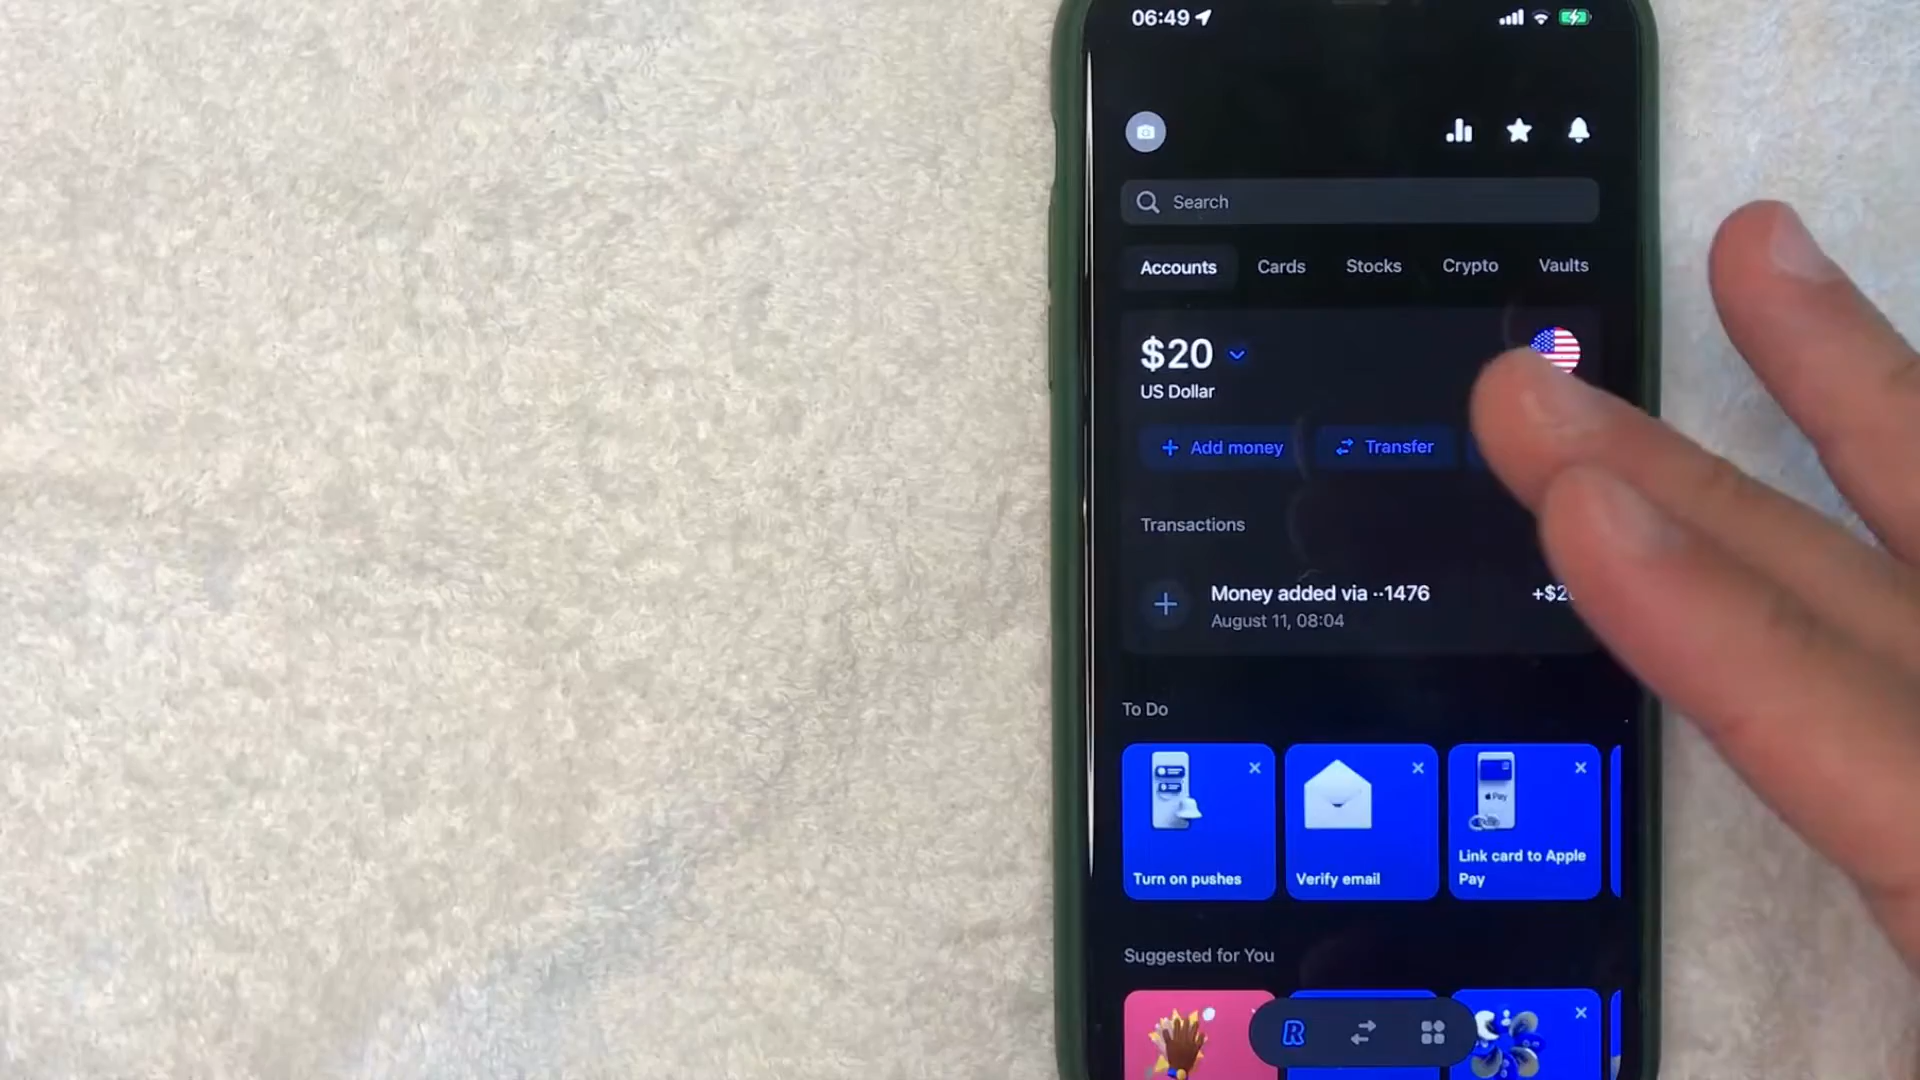 06:49
Search
Accounts Cards Stocks Crypto Vaults
$20
US Dollar
+ Add money Transfer
Transactions
Money added via ··1476
August 11, 08:04
To Do
Turn on pushes
Verify email
Pay
Link card to Apple
Pay
Suggested for You
R